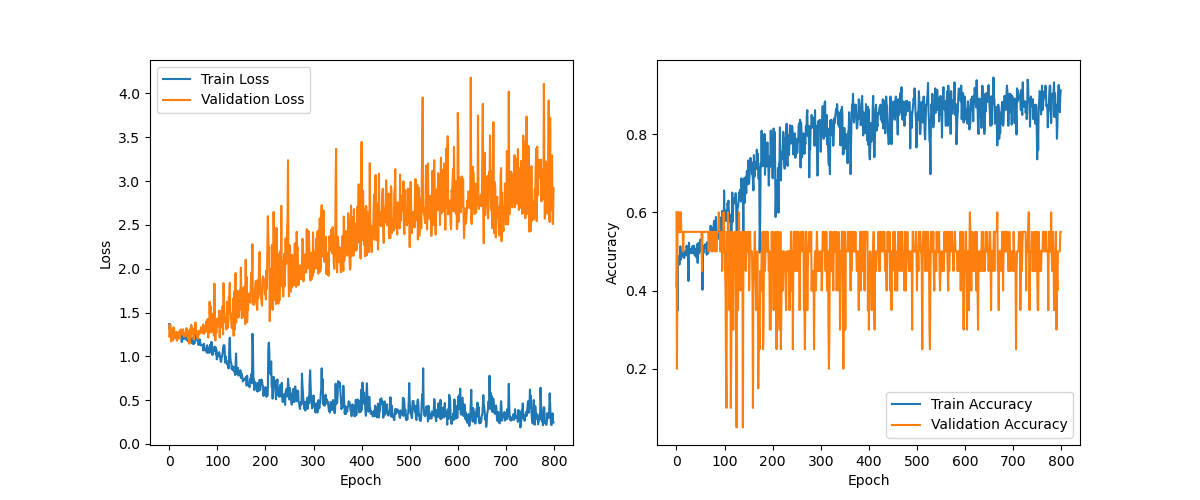 Train Loss
Validation Loss
4.0
3.5
3.0
2.5
2.0
1.5
1.0
0.5
0.0
Loss
0 100 200 300 400 500 600 700 800
Epoch
0.8
0.6
0.4
0.2
Accuracy
Train Accuracy
Validation Accuracy
0 100 200 300 400 500 600 700 800
Epoch